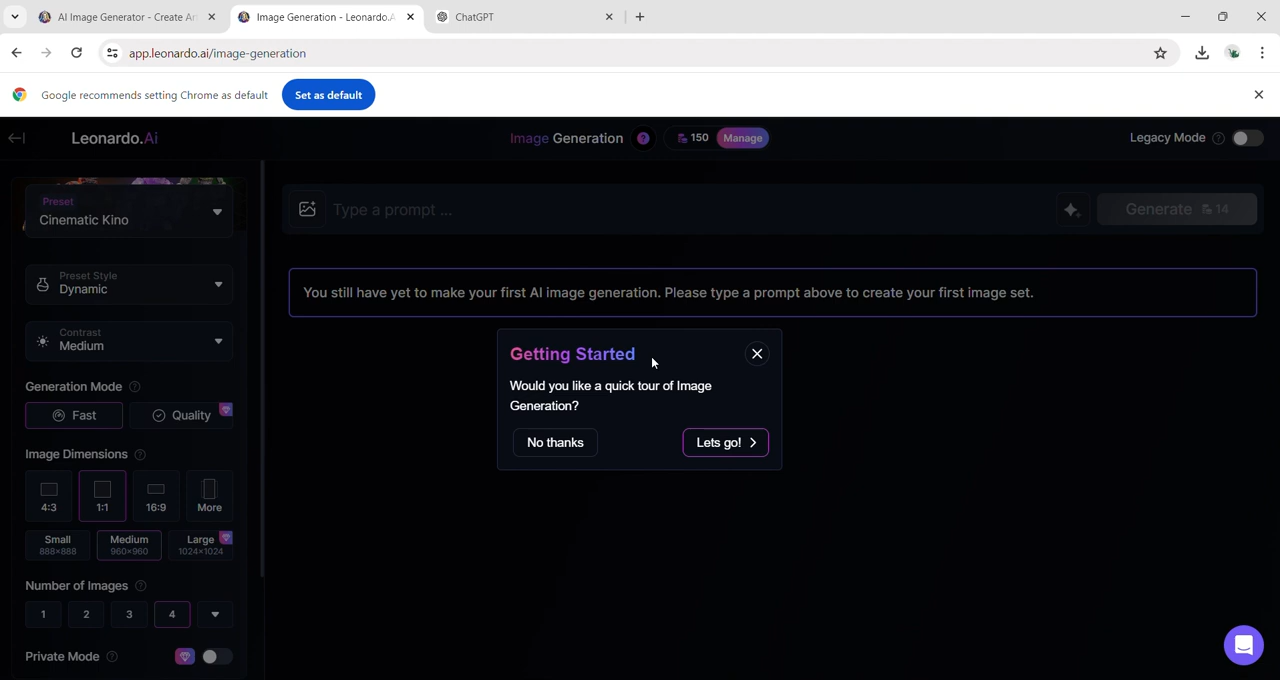 AI Image Generator - Create Ar
Image Generation - Leonardo.A
ChatGPT
app.leonardo.ai/image-generation
Google recommends setting Chrome as default
Set as default
Leonardo.Ai
Image Generation ? 150 Manage
Legacy Mode ?
Preset
Cinematic Kino
Type a prompt ...
Generate 14
Preset Style
Dynamic
You still have yet to make your first AI image generation. Please type a prompt above to create your first image set.
Contrast
Medium
Getting Started
Would you like a quick tour of Image
Generation?
No thanks
Lets go!
Generation Mode ?
Fast
Quality
Image Dimensions ?
4:3
1:1
16:9
More
Small
888×888
Medium
960×960
Large
1024×1024
Number of Images ?
1
2
3
4
Private Mode ?